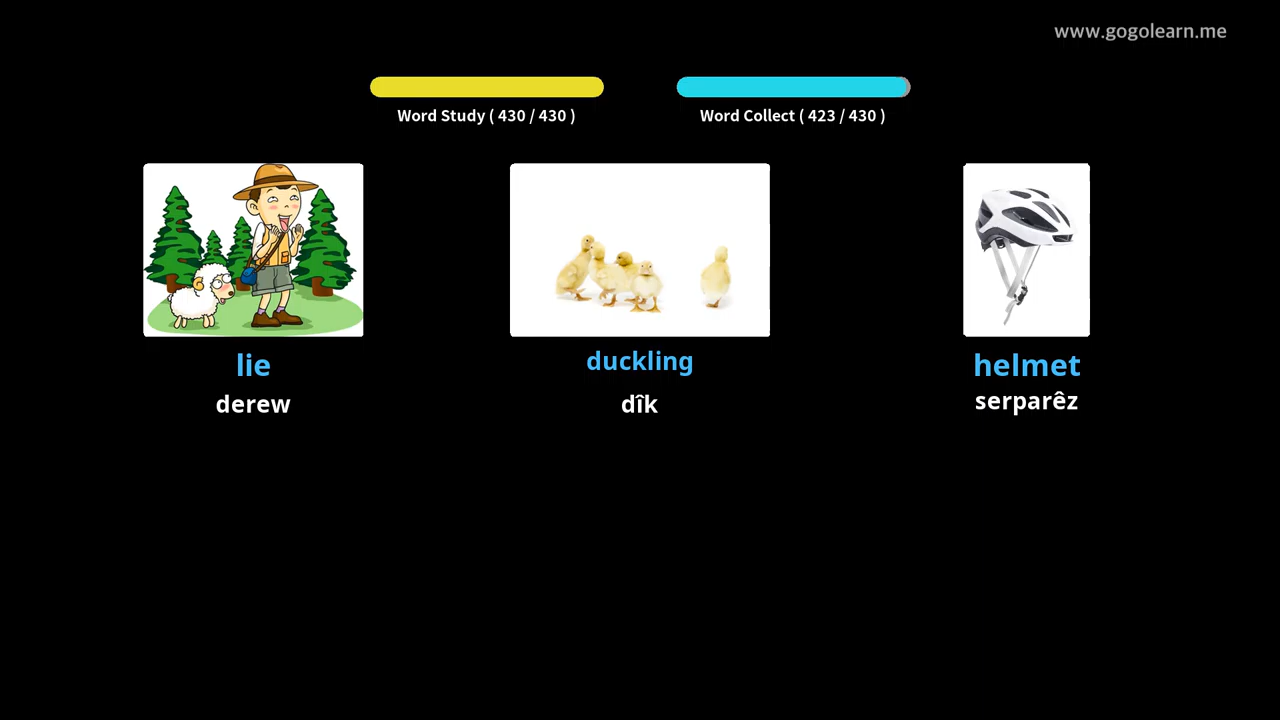 www.gogolearn.me
Word Study ( 430 / 430 )
Word Collect ( 423 / 430 )
lie
derew
duckling
dîk
helmet
serparêz